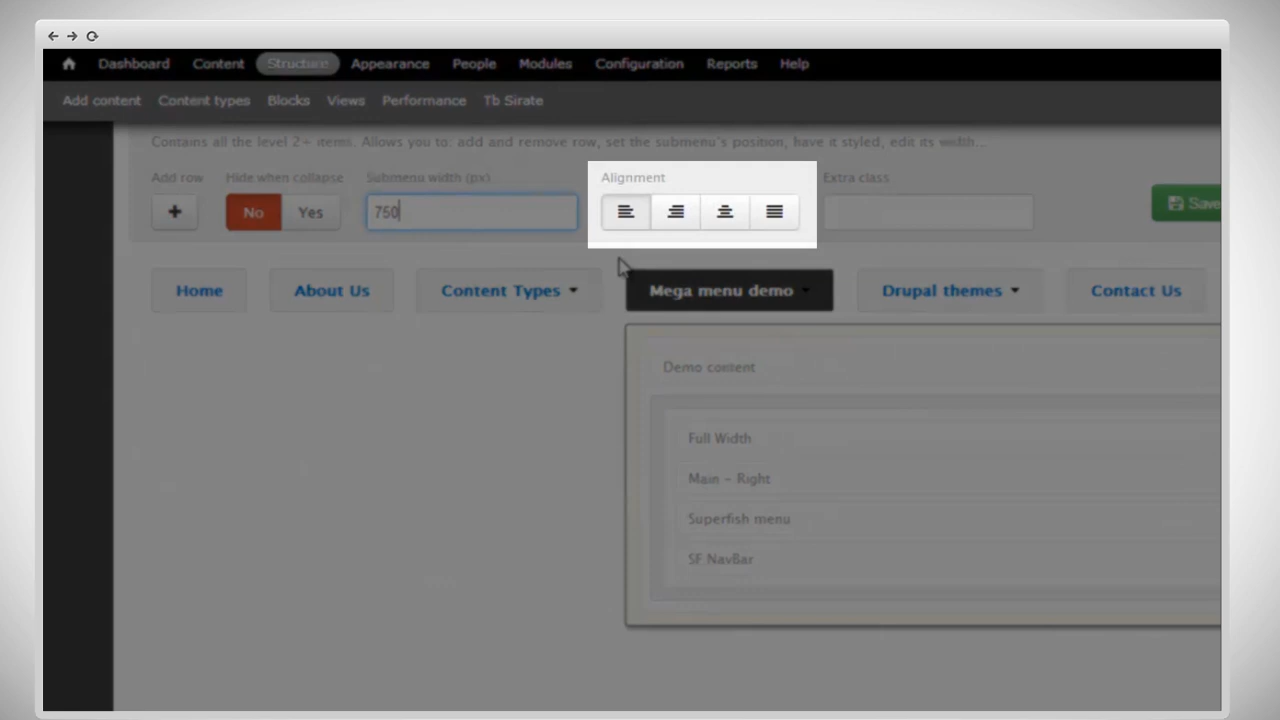 Dashboard Content Structure Appearance People Modules Configuration Reports Help
Add content Content types Blocks Views Performance Tb Sirate
Contains all the level 2+ items. Allows you to: add and remove row, set the submenu's position, have it styled, edit its width...
Add row Hide when collapse Submenu width (px) Alignment Extra class
No Yes 750 Save
Home About Us Content Types Mega menu demo Drupal themes Contact Us
Demo content
Full Width
Main - Right
Superfish menu
SF NavBar